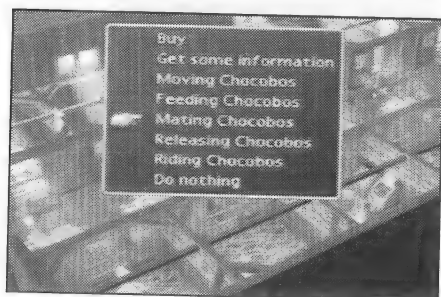 Buy
Get some information
Moving Chocobos
Feeding Chocobos
Mating Chocobos
Releasing Chocobos
Riding Chocobos
Do nothing